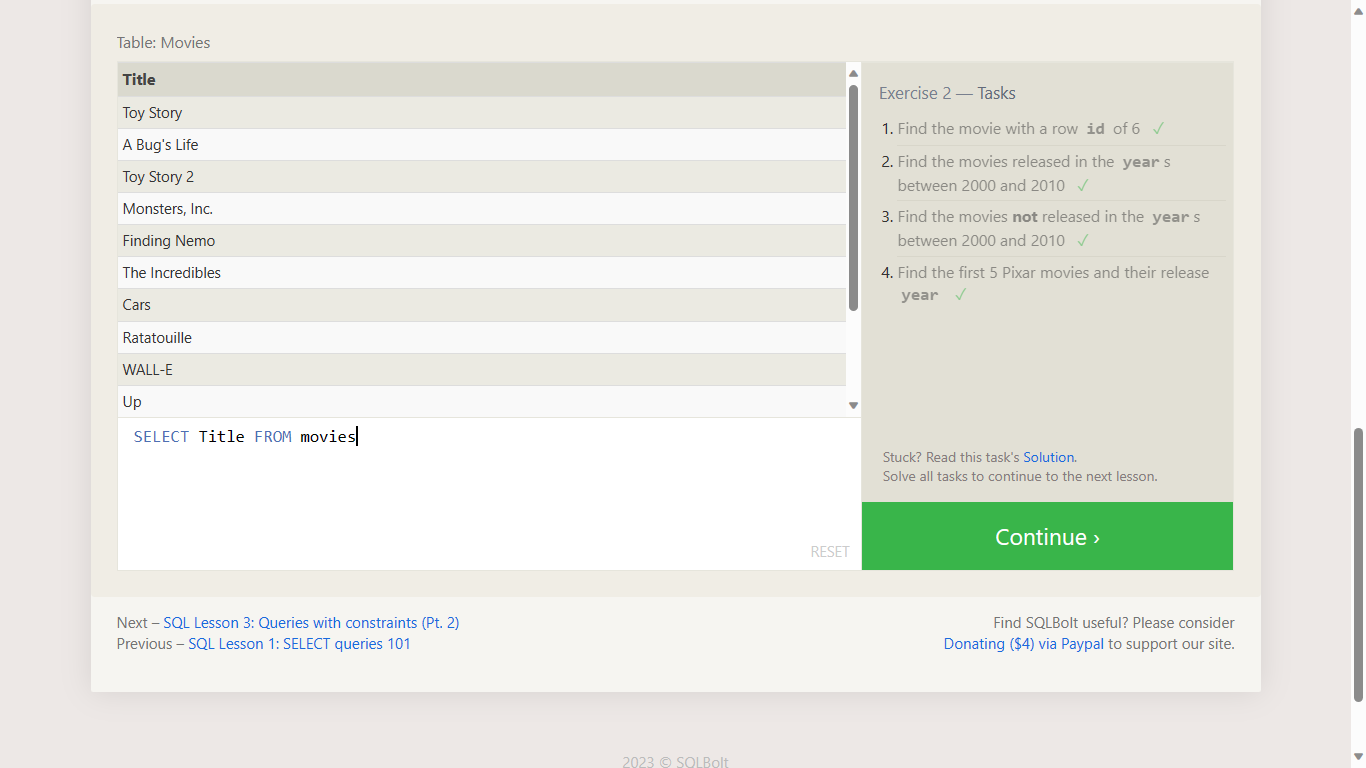 Table: Movies
Title
Toy Story
A Bug's Life
Toy Story 2
Monsters, Inc.
Finding Nemo
The Incredibles
Cars
Ratatouille
WALL-E
Up
SELECT Title FROM movies
RESET
Exercise 2 — Tasks
1. Find the movie with a row id of 6 ✓
2. Find the movies released in the year s
between 2000 and 2010 ✓
3. Find the movies not released in the year s
between 2000 and 2010 ✓
4. Find the first 5 Pixar movies and their release
year ✓
Stuck? Read this task's Solution.
Solve all tasks to continue to the next lesson.
Continue ›
Next – SQL Lesson 3: Queries with constraints (Pt. 2)
Previous – SQL Lesson 1: SELECT queries 101
Find SQLBolt useful? Please consider
Donating ($4) via Paypal to support our site.
2023 © SQLBolt